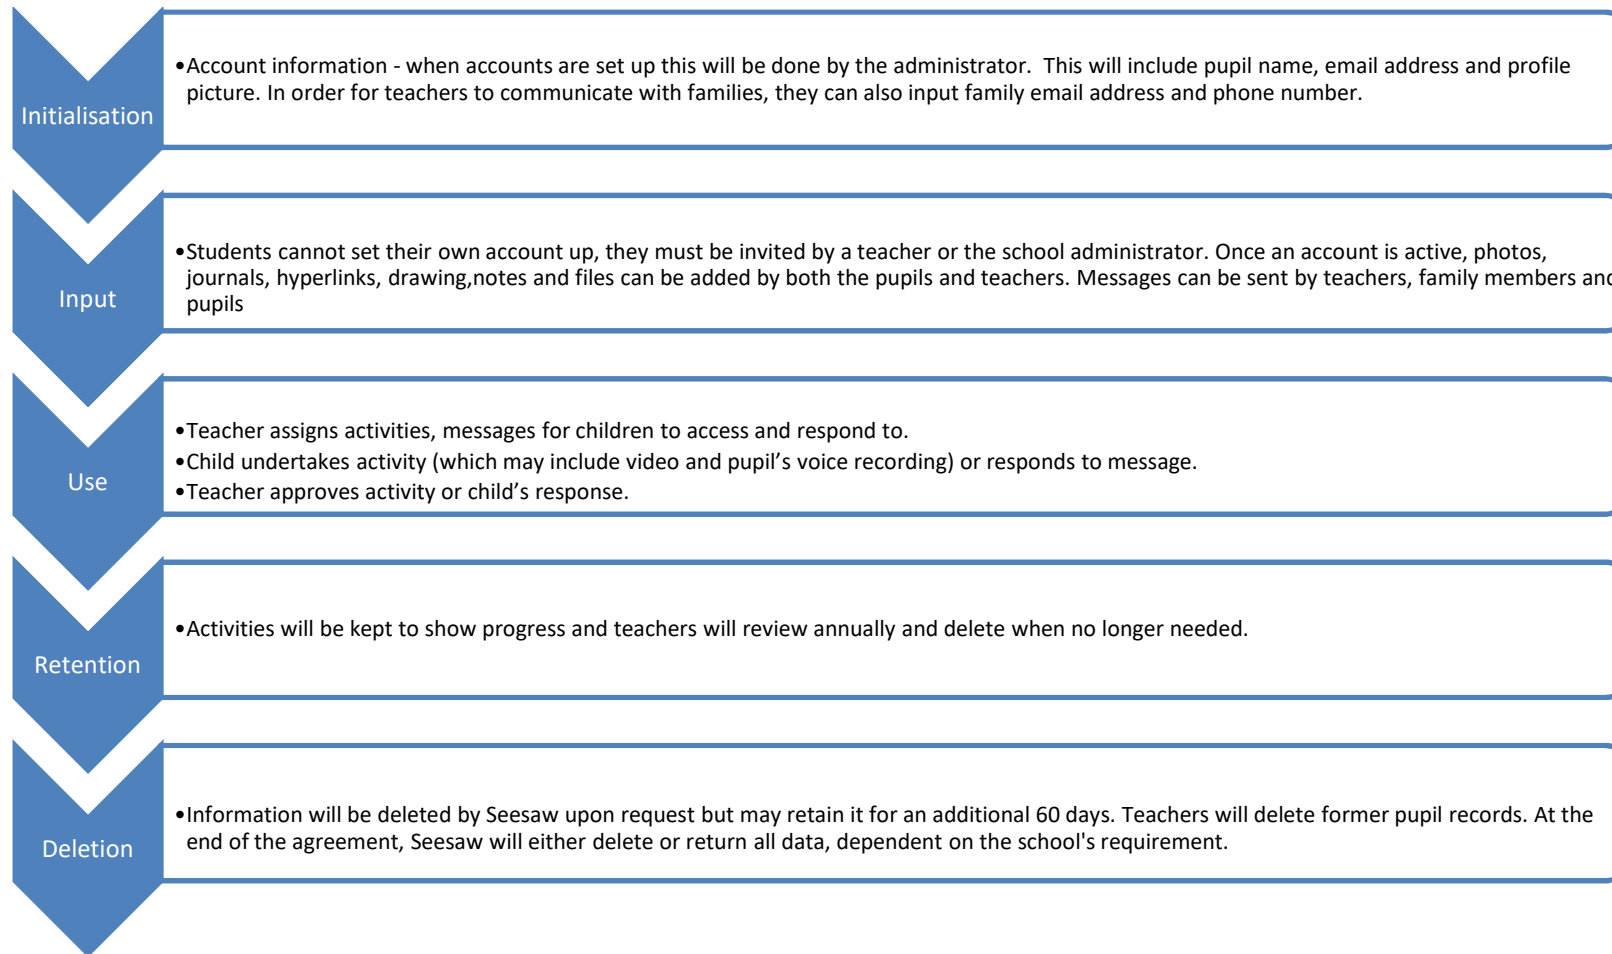 •Account information - when accounts are set up this will be done by the administrator.  This will include pupil name, email address and profile
picture. In order for teachers to communicate with families, they can also input family email address and phone number.
Initialisation
•Students cannot set their own account up, they must be invited by a teacher or the school administrator. Once an account is active, photos,
journals, hyperlinks, drawing,notes and files can be added by both the pupils and teachers. Messages can be sent by teachers, family members and
pupils
Input
•Teacher assigns activities, messages for children to access and respond to.
•Child undertakes activity (which may include video and pupil’s voice recording) or responds to message.
•Teacher approves activity or child’s response.
Use
•Activities will be kept to show progress and teachers will review annually and delete when no longer needed.
Retention
•Information will be deleted by Seesaw upon request but may retain it for an additional 60 days. Teachers will delete former pupil records. At the
end of the agreement, Seesaw will either delete or return all data, dependent on the school's requirement.
Deletion